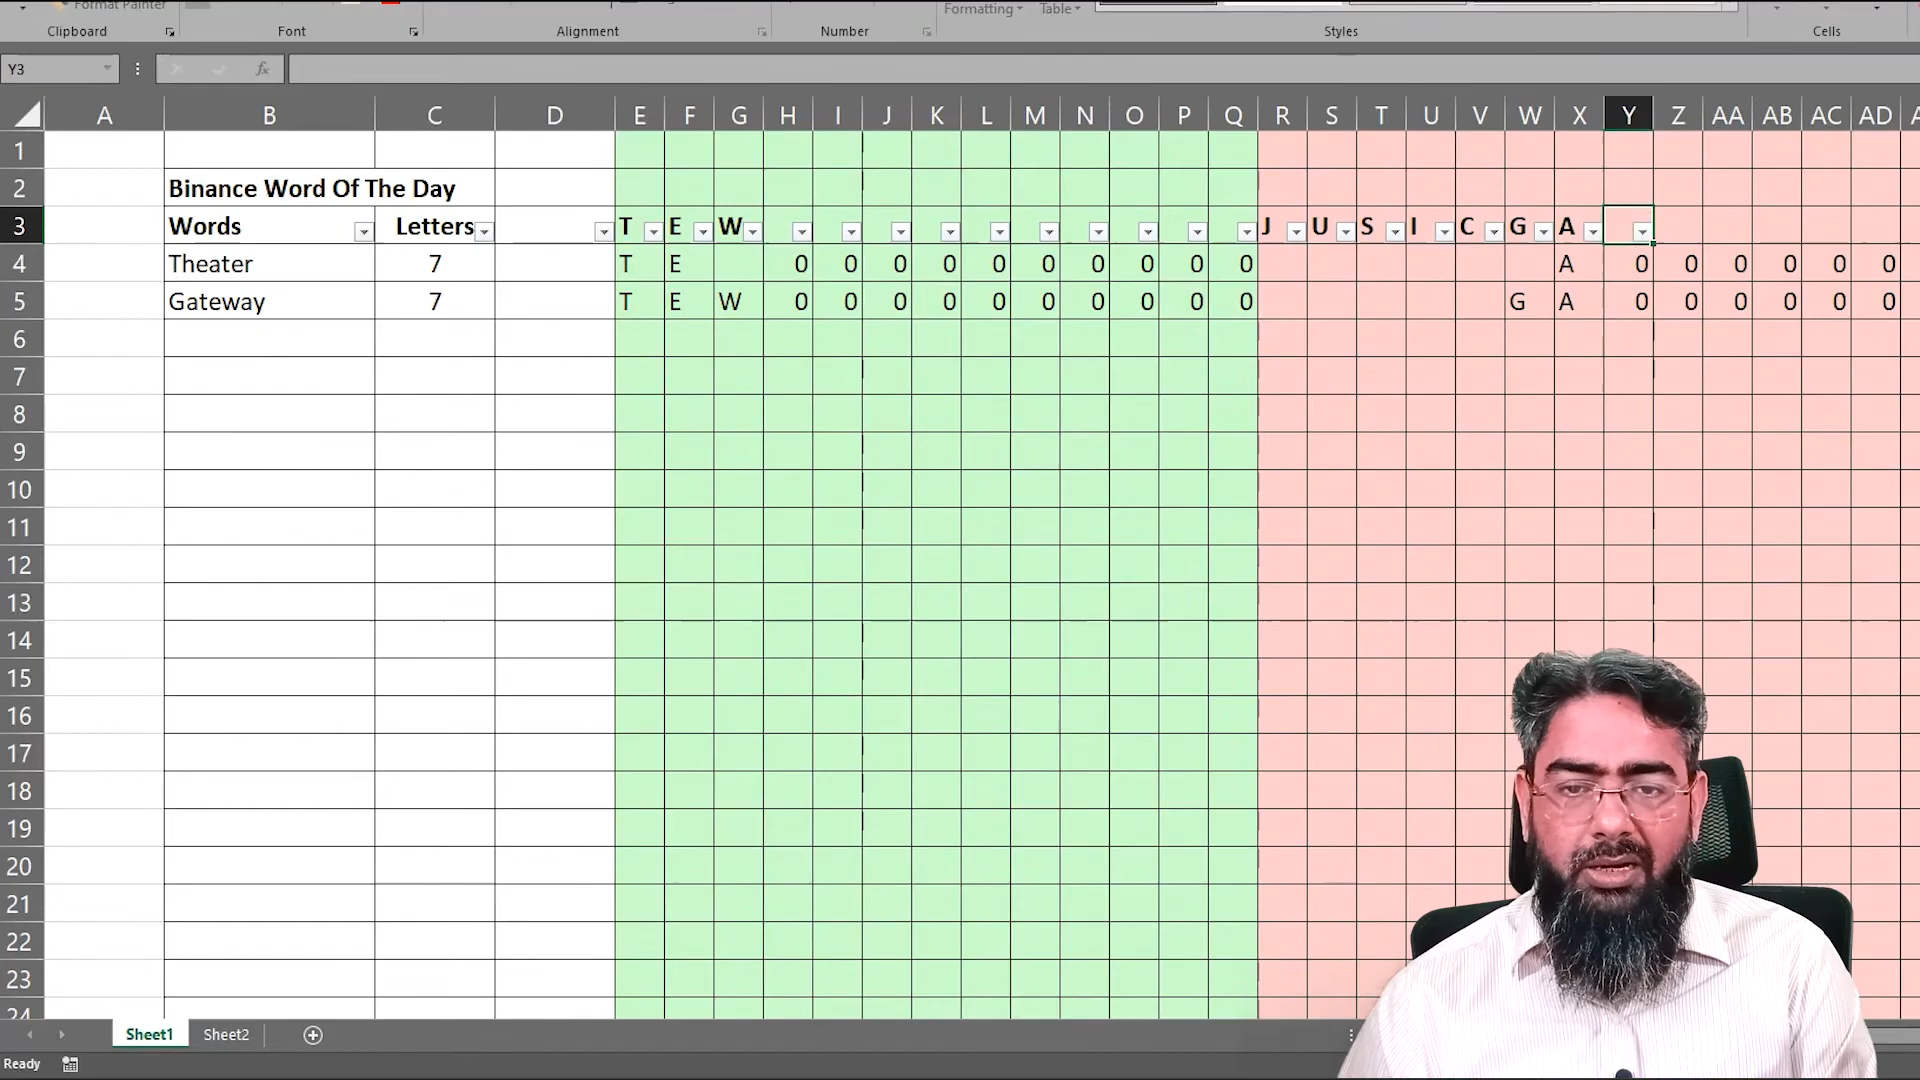 Format Painter
Formatting Table
Clipboard Font Alignment Number Styles Cells
Y3 fx
A B C D E F G H I J K L M N O P Q R S T U V W X Y Z AA AB AC AD
1
2 Binance Word Of The Day
3 Words Letters T E W J U S I C G A
4 Theater 7 T E 0 0 0 0 0 0 0 0 0 0 A 0 0 0 0 0 0
5 Gateway 7 T E W 0 0 0 0 0 0 0 0 0 0 G A 0 0 0 0 0 0
6
7
8
9
10
11
12
13
14
15
16
17
18
19
20
21
22
23
24
Sheet1 Sheet2
Ready